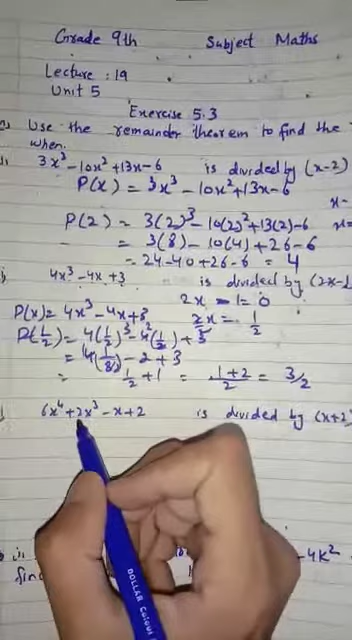 Grade 9th Subject Maths
Lecture : 19
Unit 5
Exercise 5.3
Use the remainder theorem to find the
when.
3x³ - 10x² + 13x - 6 is divided by (x-2)
P(x) = 3x³ - 10x² + 13x - 6
x -
P(2) = 3(2)³ - 10(2)² + 13(2) - 6
= 3(8) - 10(4) + 26 - 6
= 24 - 40 + 26 - 6 = 4
4x³ - 4x + 3 is divided by (2x-1
2x - 1 = 0
P(x) = 4x³ - 4x + 3
2x = 1/2
P(1/2) = 4(1/2)³ - 4(1/2) + 3
= 4(1/8) - 2 + 3
= 1/2 + 1 = 1+2/2 = 3/2
6x⁴ + 2x³ - x + 2 is divided by (x+2)
- 4K²
fin
DOLLAR Colour